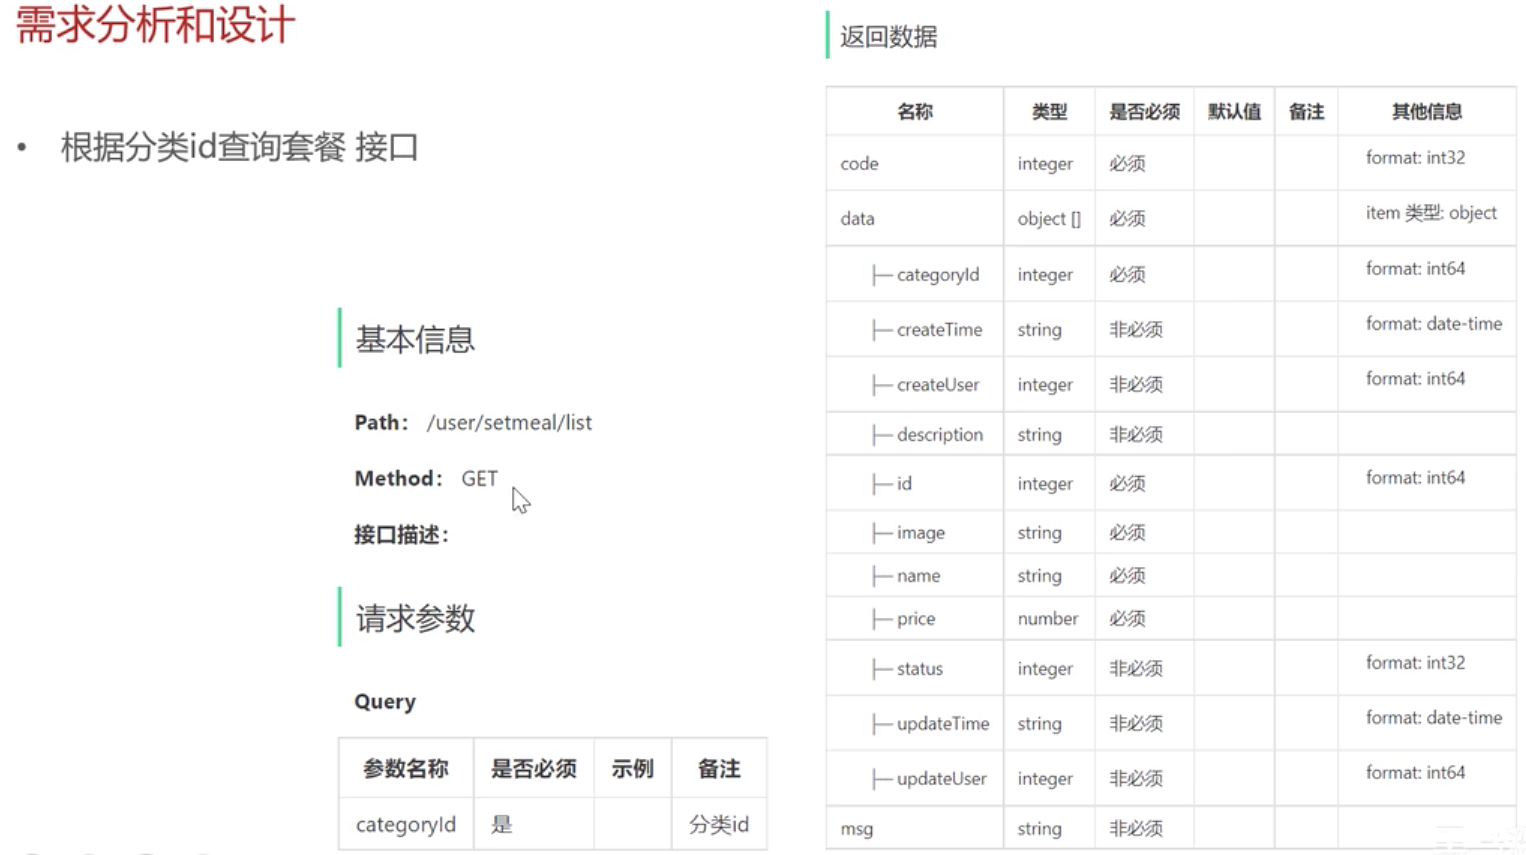 需求分析和设计
• 根据分类id查询套餐 接口
基本信息
Path: /user/setmeal/list
Method: GET
接口描述:
请求参数
Query
参数名称 是否必须 示例 备注
categoryId 是 分类id
返回数据
名称 类型 是否必须 默认值 备注 其他信息
code integer 必须 format: int32
data object [] 必须 item 类型: object
├─ categoryId integer 必须 format: int64
├─ createTime string 非必须 format: date-time
├─ createUser integer 非必须 format: int64
├─ description string 非必须
├─ id integer 必须 format: int64
├─ image string 必须
├─ name string 必须
├─ price number 必须
├─ status integer 非必须 format: int32
├─ updateTime string 非必须 format: date-time
├─ updateUser integer 非必须 format: int64
msg string 非必须